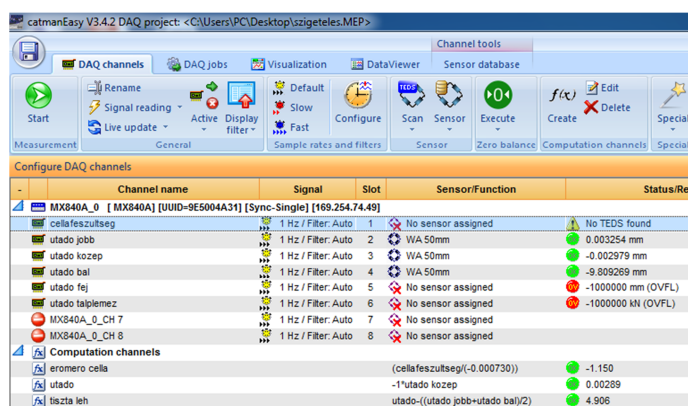 catmanEasy V3.4.2 DAQ project: <C:\Users\PC\Desktop\szigeteles.MEP>
Channel tools
DAQ channels DAQ jobs Visualization DataViewer Sensor database
Start
Rename
Signal reading
Live update
Active
Display filter
Default
Slow
Fast
Configure
TEDS
Scan
Sensor
Execute
f(x)
Create
Edit
Delete
Measurement General Sample rates and filters Sensor Zero balance Computation channels
Configure DAQ channels
- Channel name Signal Slot Sensor/Function
MX840A_0 [ MX840A] [UUID=9E5004A31] [Sync-Single] [169.254.74.49]
cellafeszultseg 1 Hz / Filter: Auto 1 No sensor assigned No TEDS found
utado jobb 1 Hz / Filter: Auto 2 WA 50mm 0.003254 mm
utado kozep 1 Hz / Filter: Auto 3 WA 50mm -0.002979 mm
utado bal 1 Hz / Filter: Auto 4 WA 50mm -9.809269 mm
utado fej 1 Hz / Filter: Auto 5 No sensor assigned OV -1000000 mm (OVFL)
utado talplemez 1 Hz / Filter: Auto 6 No sensor assigned OV -1000000 kN (OVFL)
MX840A_0_CH 7 1 Hz / Filter: Auto 7 No sensor assigned
MX840A_0_CH 8 1 Hz / Filter: Auto 8 No sensor assigned
fx Computation channels
fx eromero cella (cellafeszultseg/(-0.000730)) -1.150
fx utado -1*utado kozep 0.00289
fx tiszta leh utado-((utado jobb+utado bal)/2) 4.906